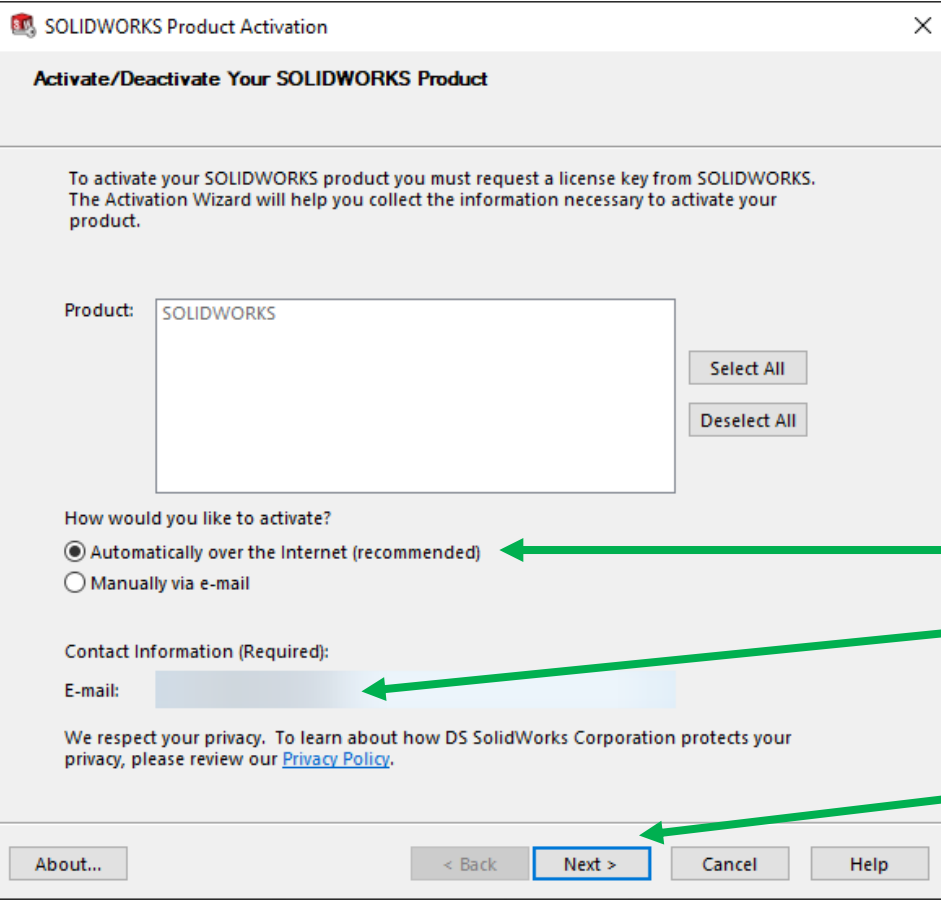 SOLIDWORKS Product Activation
Activate/Deactivate Your SOLIDWORKS Product
To activate your SOLIDWORKS product you must request a license key from SOLIDWORKS.
The Activation Wizard will help you collect the information necessary to activate your
product.
Product:
SOLIDWORKS
Select All
Deselect All
How would you like to activate?
Automatically over the Internet (recommended)
Manually via e-mail
Contact Information (Required):
E-mail:
We respect your privacy. To learn about how DS SolidWorks Corporation protects your
privacy, please review our Privacy Policy.
About...
< Back
Next >
Cancel
Help